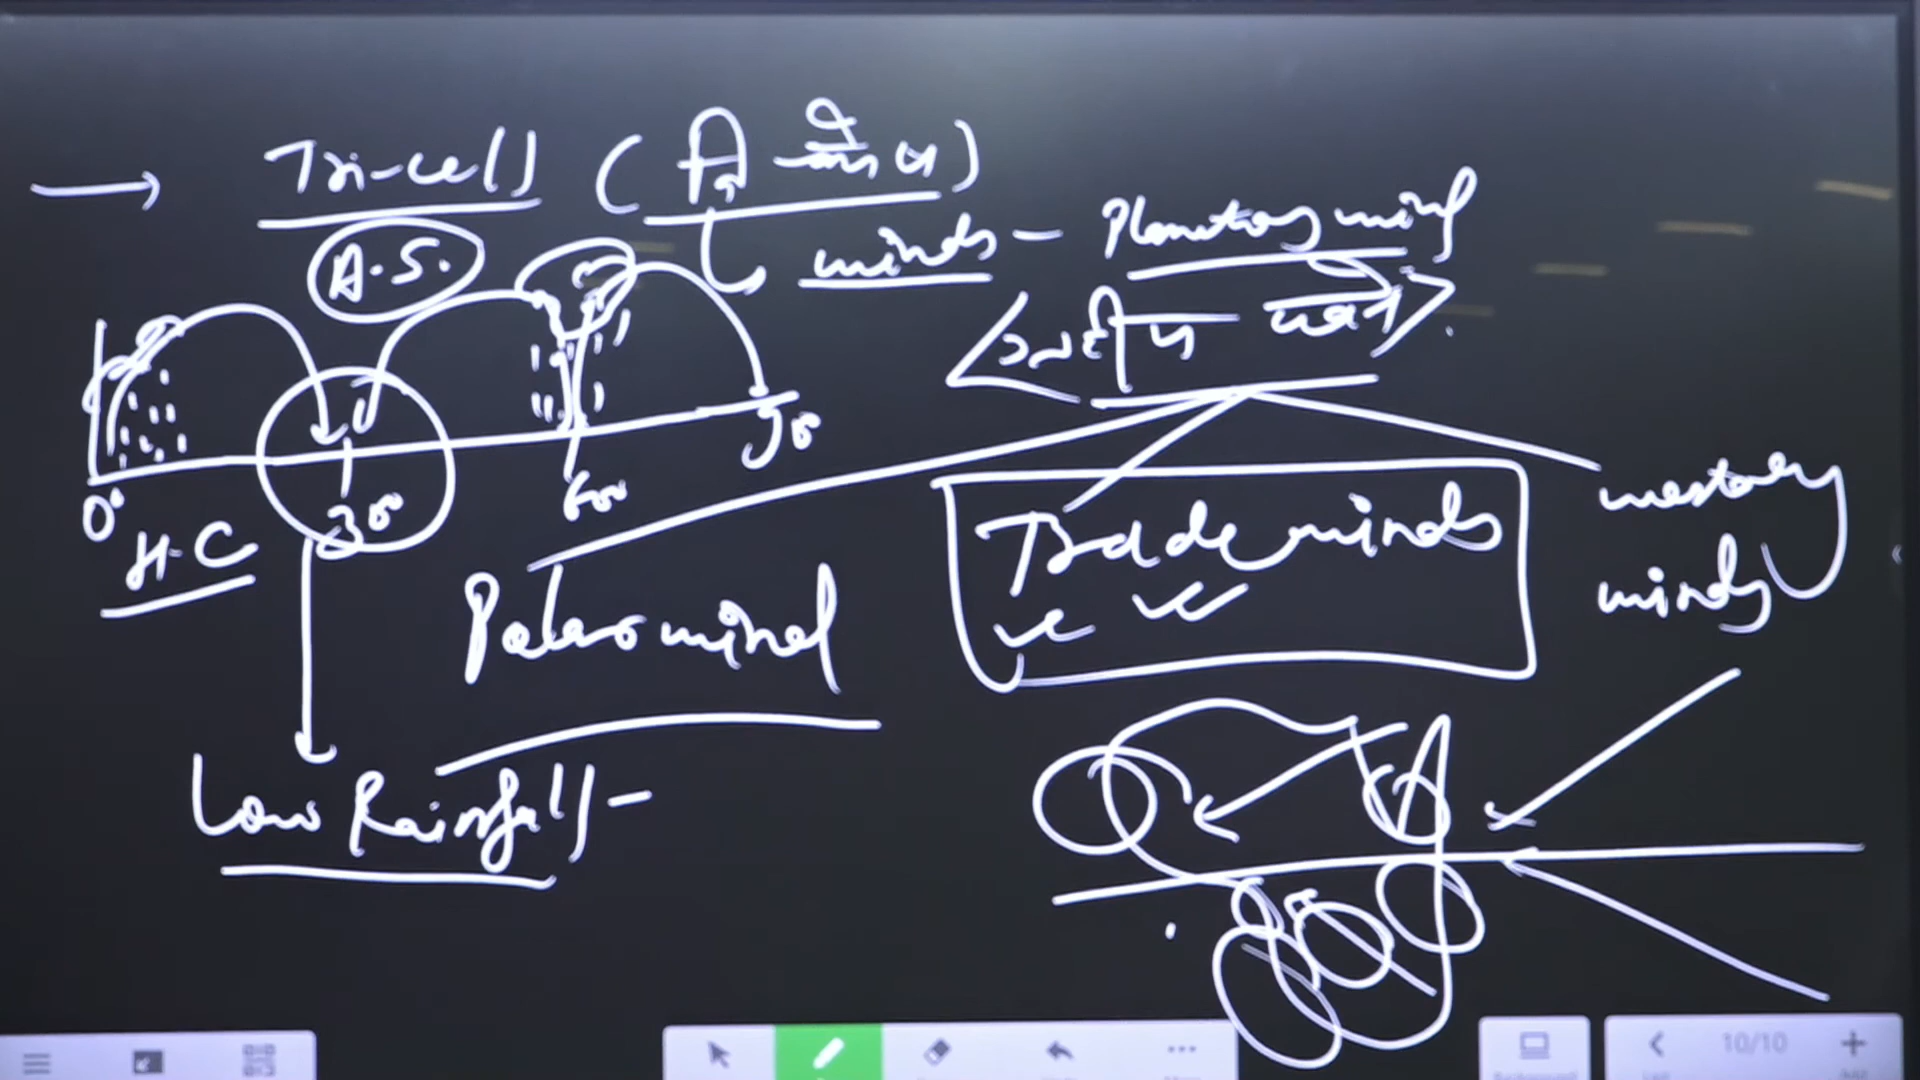 → Tri-cell (त्रि-कोशीय)
A.S.
winds - Planetary wind
<स्थानीय पवन>
0° 30° 60° 90°
H.C
Polar wind
Trade winds
westerly
winds
Low Rainfall -
10/10